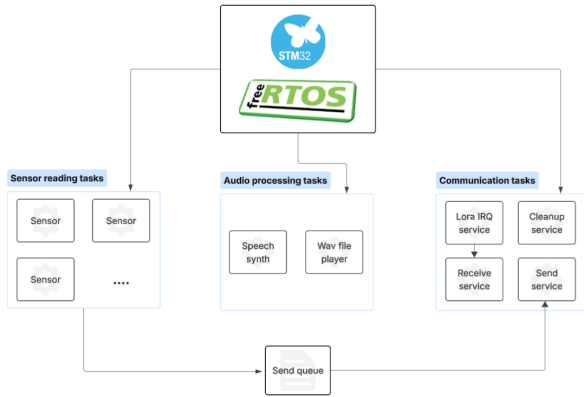 STM32
free RTOS
Sensor reading tasks
Audio processing tasks
Communication tasks
Sensor
Sensor
Sensor
....
Speech
synth
Wav file
player
Lora IRQ
service
Cleanup
service
Receive
service
Send
service
Send queue